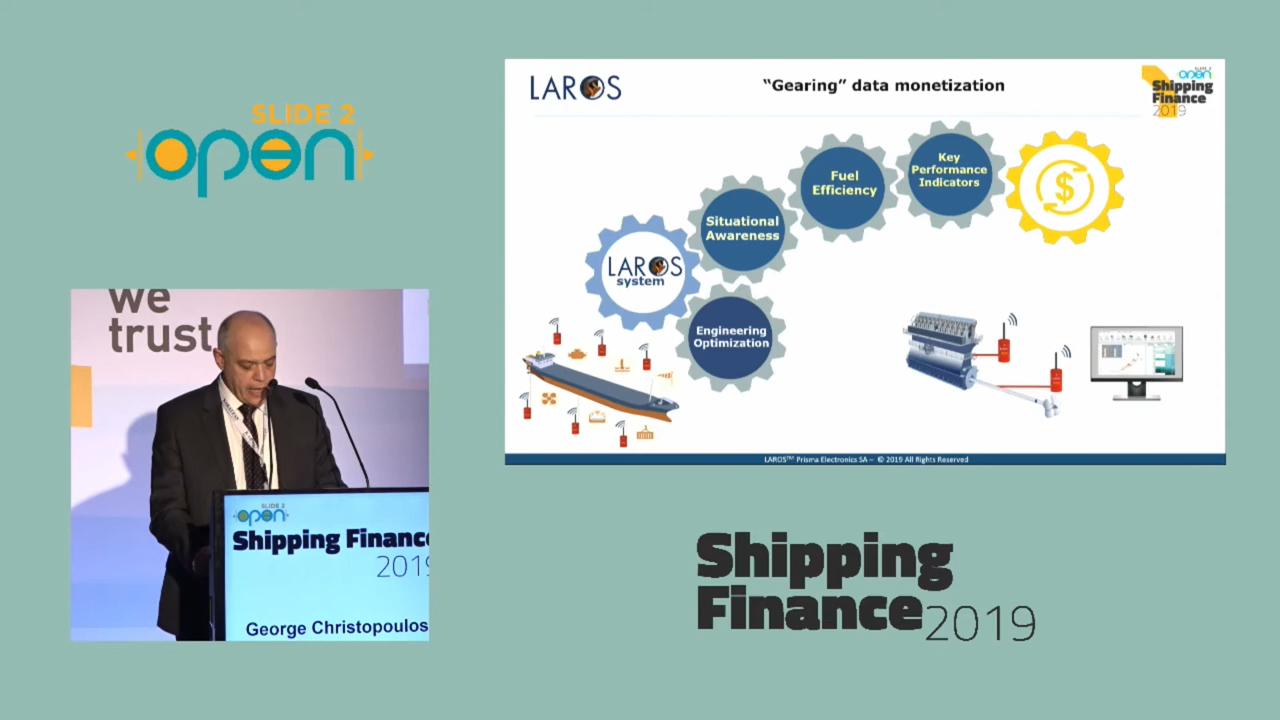 SLIDE 2
open
we
trust
SLIDE 2
open
Shipping Financ
2019
George Christopoulos
LAROS
"Gearing" data monetization
open
Shipping
Finance
2019
LAROS
system
Situational
Awareness
Engineering
Optimization
Fuel
Efficiency
Key
Performance
Indicators
$
LAROS™ Prisma Electronics SA – © 2019 All Rights Reserved
Shipping
Finance 2019